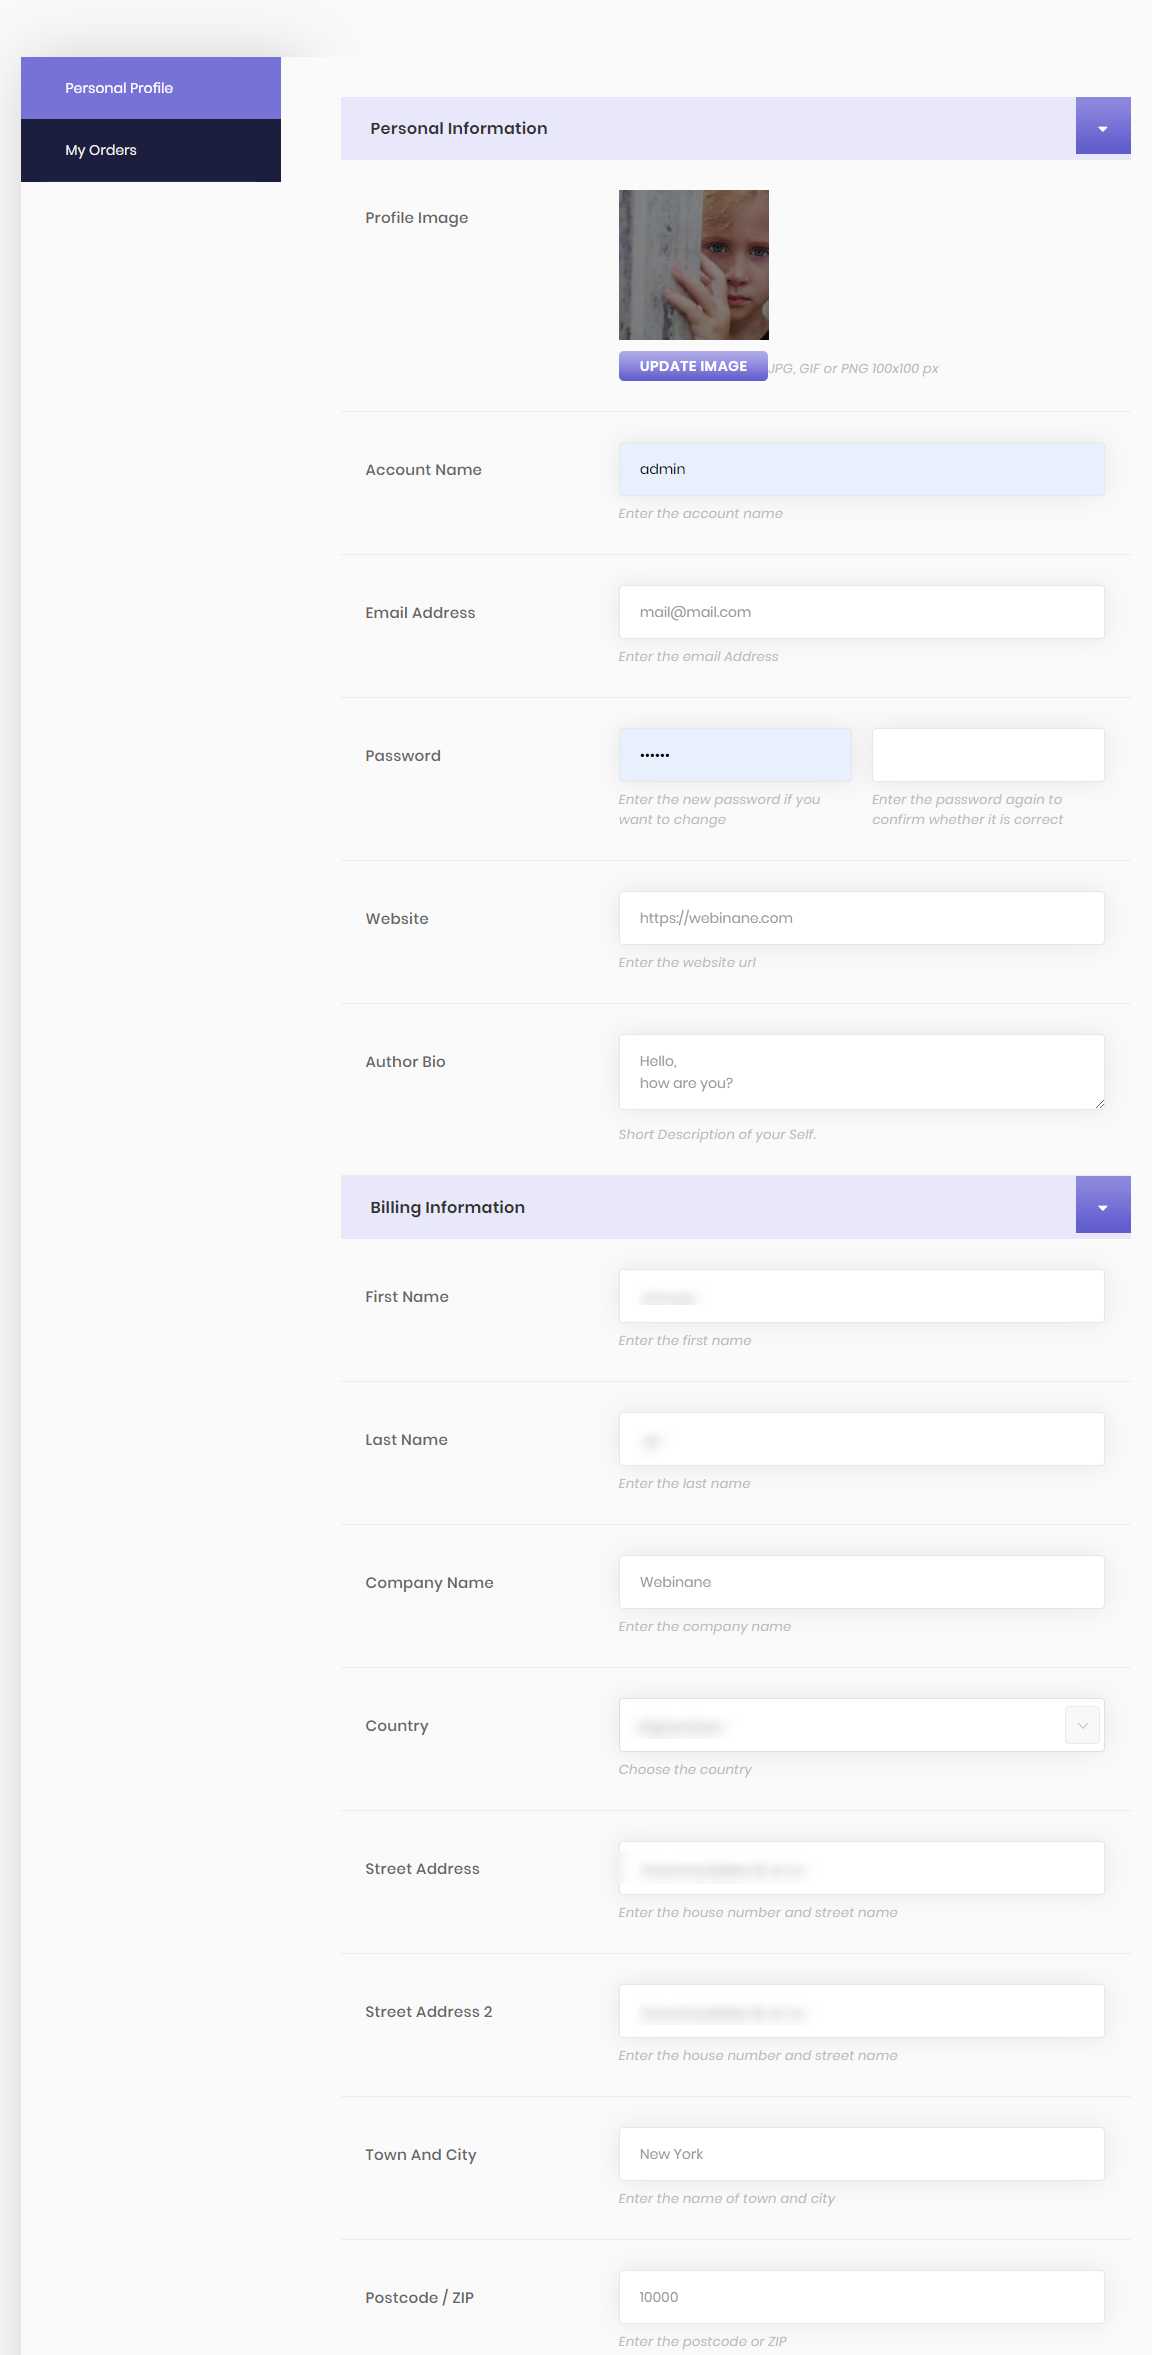 Personal Profile
My Orders
Personal Information
Profile Image
UPDATE IMAGE JPG, GIF or PNG 100x100 px
Account Name
admin
Enter the account name
Email Address
mail@mail.com
Enter the email Address
Password
••••••
Enter the new password if you
want to change
Enter the password again to
confirm whether it is correct
Website
https://webinane.com
Enter the website url
Author Bio
Hello,
how are you?
Short Description of your Self.
Billing Information
First Name
Enter the first name
Last Name
Enter the last name
Company Name
Webinane
Enter the company name
Country
Choose the country
Street Address
Enter the house number and street name
Street Address 2
Enter the house number and street name
Town And City
New York
Enter the name of town and city
Postcode / ZIP
10000
Enter the postcode or ZIP